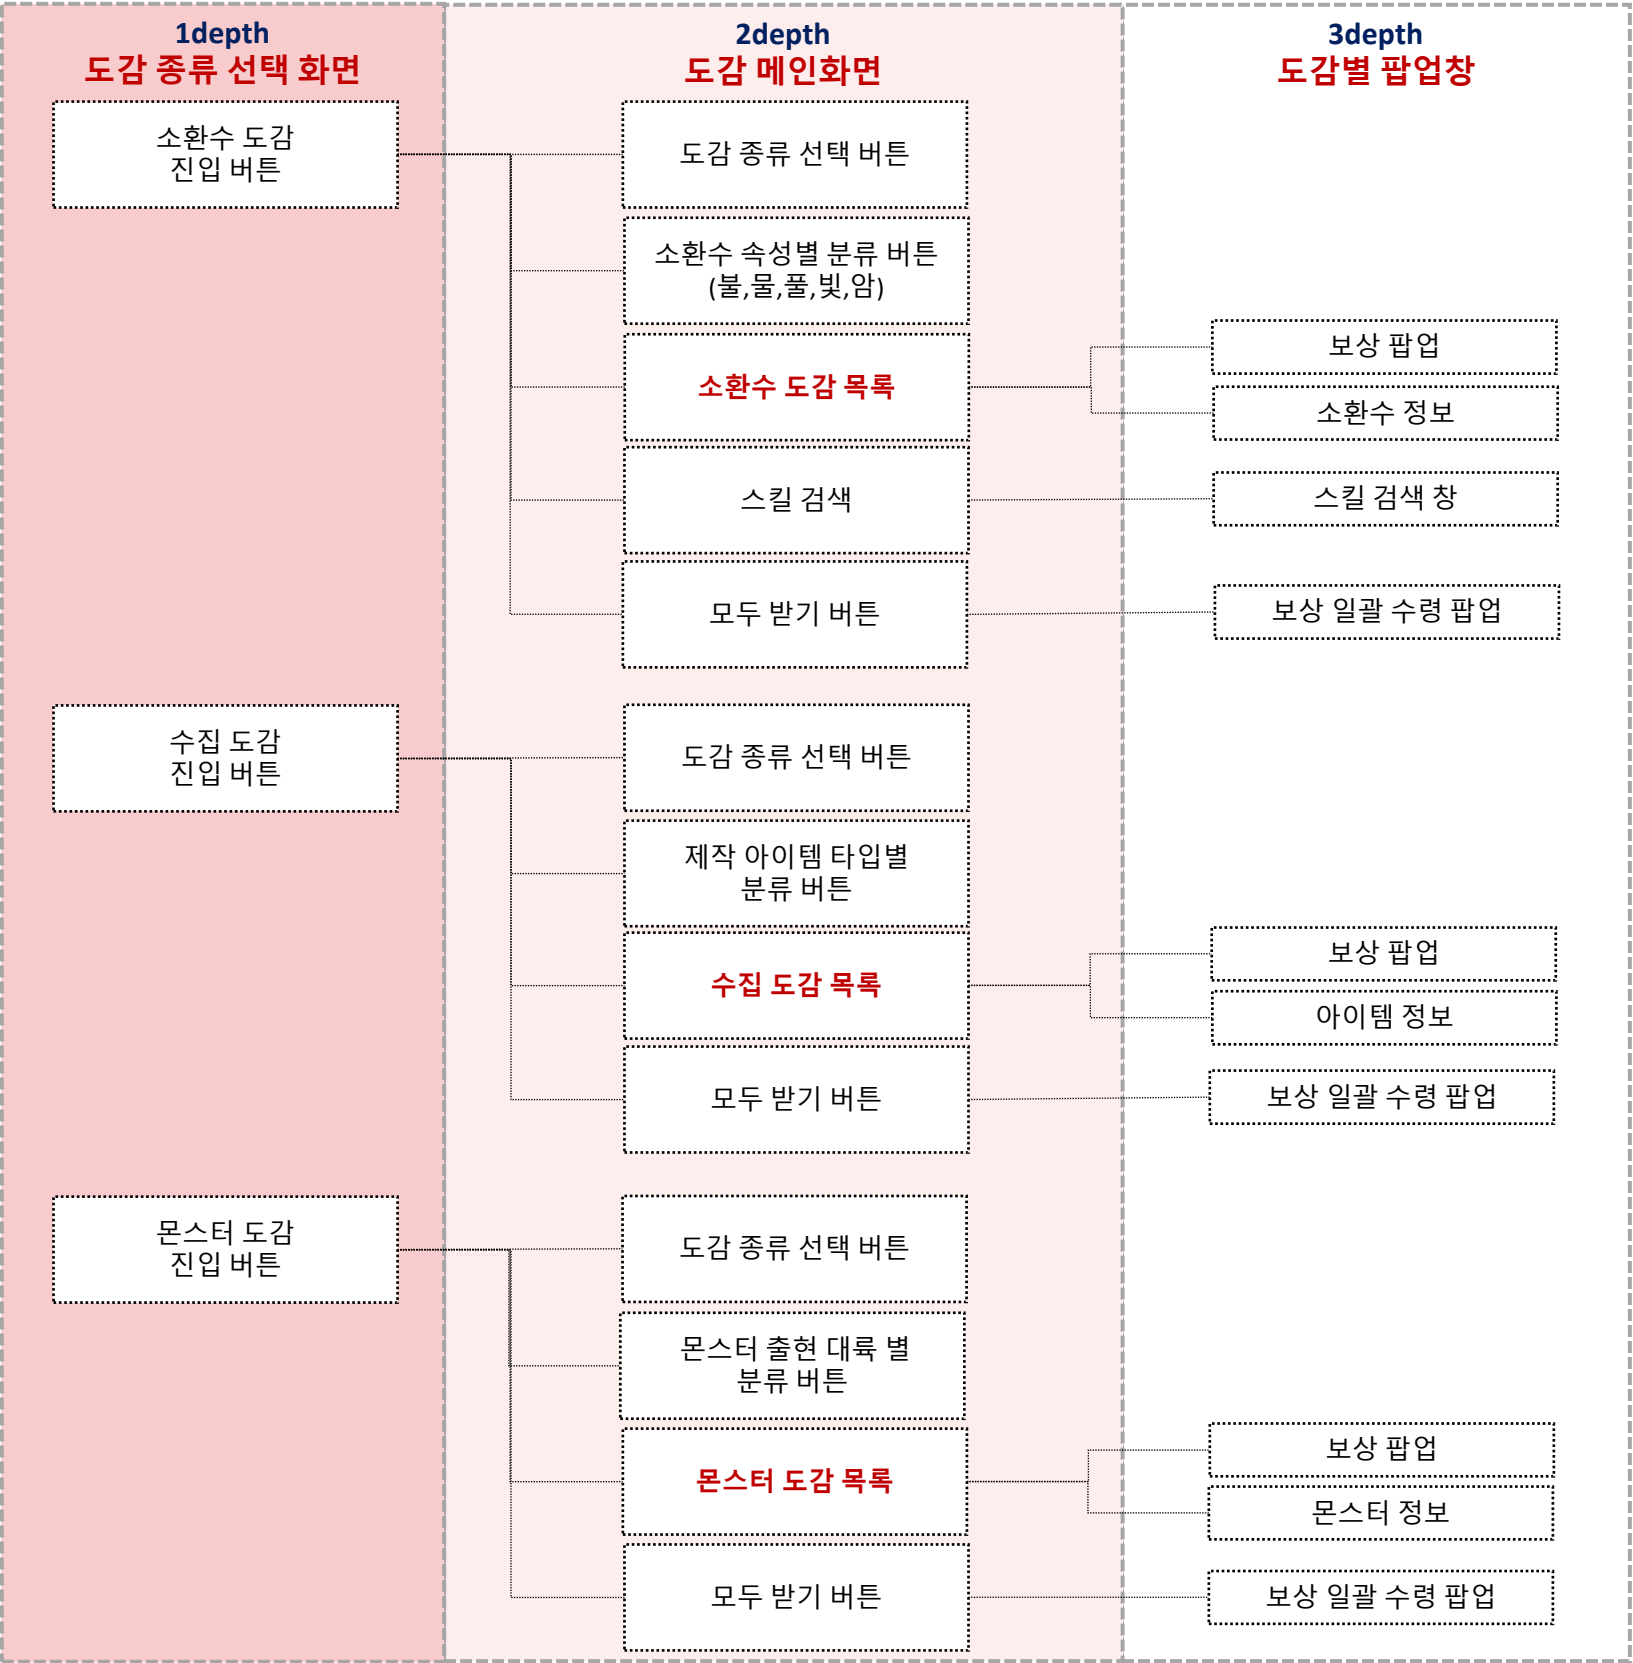 1depth
도감 종류 선택 화면
2depth
도감 메인화면
3depth
도감별 팝업창
소환수 도감
진입 버튼
도감 종류 선택 버튼
소환수 속성별 분류 버튼
(불,물,풀,빛,암)
소환수 도감 목록
보상 팝업
소환수 정보
스킬 검색
스킬 검색 창
모두 받기 버튼
보상 일괄 수령 팝업
수집 도감
진입 버튼
도감 종류 선택 버튼
제작 아이템 타입별
분류 버튼
수집 도감 목록
보상 팝업
아이템 정보
모두 받기 버튼
보상 일괄 수령 팝업
몬스터 도감
진입 버튼
도감 종류 선택 버튼
몬스터 출현 대륙 별
분류 버튼
몬스터 도감 목록
보상 팝업
몬스터 정보
모두 받기 버튼
보상 일괄 수령 팝업